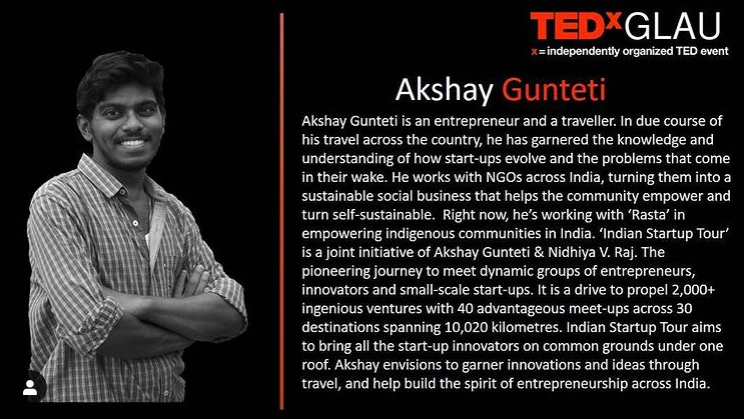 TEDxGLAU
x = independently organized TED event
Akshay Gunteti
Akshay Gunteti is an entrepreneur and a traveller. In due course of
his travel across the country, he has garnered the knowledge and
understanding of how start-ups evolve and the problems that come
in their wake. He works with NGOs across India, turning them into a
sustainable social business that helps the community empower and
turn self-sustainable. Right now, he's working with ‘Rasta’ in
empowering indigenous communities in India. ‘Indian Startup Tour’
is a joint initiative of Akshay Gunteti & Nidhiya V. Raj. The
pioneering journey to meet dynamic groups of entrepreneurs,
innovators and small-scale start-ups. It is a drive to propel 2,000+
ingenious ventures with 40 advantageous meet-ups across 30
destinations spanning 10,020 kilometres. Indian Startup Tour aims
to bring all the start-up innovators on common grounds under one
roof. Akshay envisions to garner innovations and ideas through
travel, and help build the spirit of entrepreneurship across India.